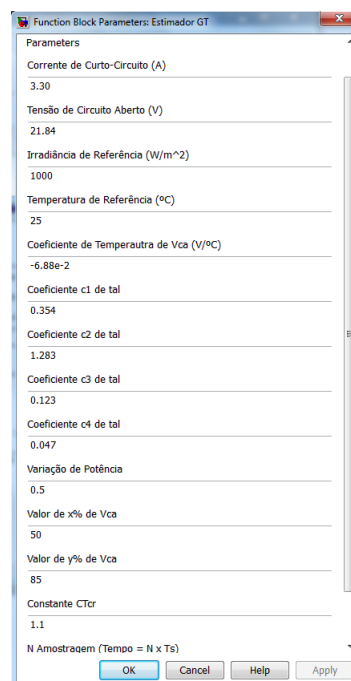 Function Block Parameters: Estimador GT
Parameters
Corrente de Curto-Circuito (A)
3.30
Tensão de Circuito Aberto (V)
21.84
Irradiância de Referência (W/m^2)
1000
Temperatura de Referência (ºC)
25
Coeficiente de Temperautra de Vca (V/ºC)
-6.88e-2
Coeficiente c1 de tal
0.354
Coeficiente c2 de tal
1.283
Coeficiente c3 de tal
0.123
Coeficiente c4 de tal
0.047
Variação de Potência
0.5
Valor de x% de Vca
50
Valor de y% de Vca
85
Constante CTcr
1.1
N Amostragem (Tempo = N x Ts)
OK Cancel Help Apply